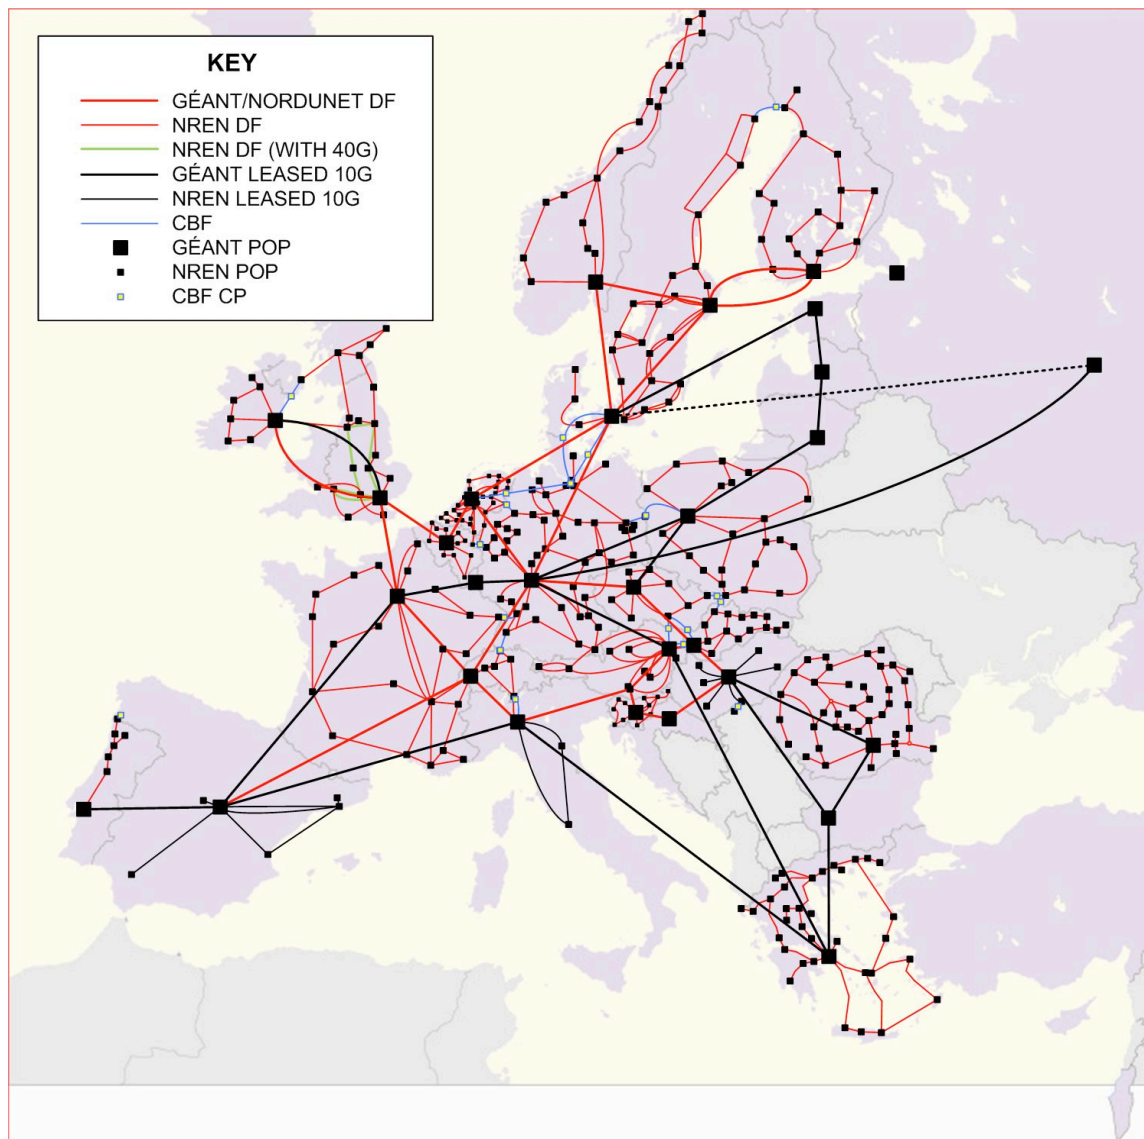 KEY
GÉANT/NORDUNET DF
NREN DF
NREN DF (WITH 40G)
GÉANT LEASED 10G
NREN LEASED 10G
CBF
GÉANT POP
NREN POP
CBF CP